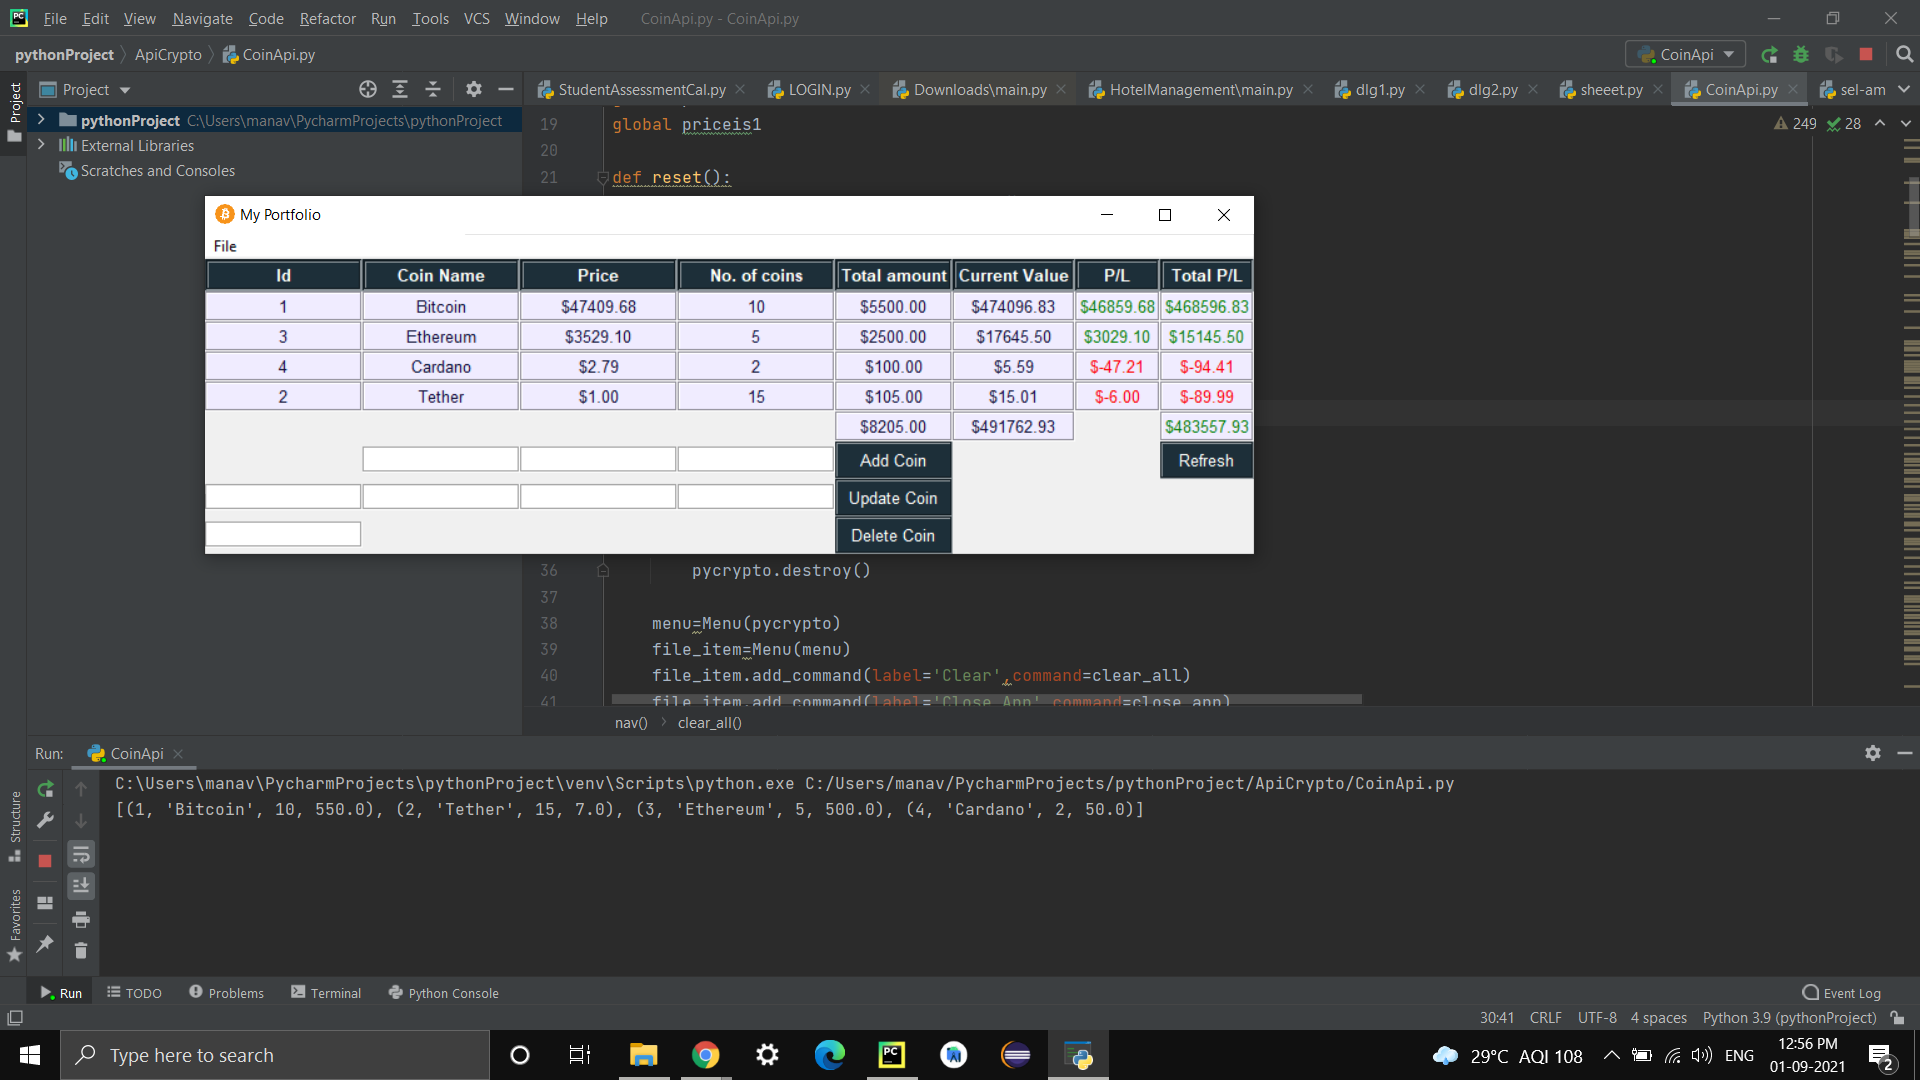 File Edit View Navigate Code Refactor Run Tools VCS Window Help CoinApi.py - CoinApi.py
pythonProject ApiCrypto CoinApi.py CoinApi
Project Project StudentAssessmentCal.py LOGIN.py Downloads\main.py HotelManagement\main.py dlg1.py dlg2.py sheeet.py CoinApi.py sel-am
pythonProject C:\Users\manav\PycharmProjects\pythonProject
External Libraries
Scratches and Consoles
19 global priceis1 249 28
20
21 def reset():
My Portfolio
File
Id Coin Name Price No. of coins Total amount Current Value P/L Total P/L
1 Bitcoin $47409.68 10 $5500.00 $474096.83 $46859.68 $468596.83
3 Ethereum $3529.10 5 $2500.00 $17645.50 $3029.10 $15145.50
4 Cardano $2.79 2 $100.00 $5.59 $-47.21 $-94.41
2 Tether $1.00 15 $105.00 $15.01 $-6.00 $-89.99
$8205.00 $491762.93 $483557.93
Add Coin Refresh
Update Coin
Delete Coin
36 pycrypto.destroy()
37
38 menu=Menu(pycrypto)
39 file_item=Menu(menu)
40 file_item.add_command(label='Clear',command=clear_all)
41 file_item.add_command(label='Close App',command=close_app)
nav() clear_all()
Run: CoinApi
C:\Users\manav\PycharmProjects\pythonProject\venv\Scripts\python.exe C:/Users/manav/PycharmProjects/pythonProject/ApiCrypto/CoinApi.py
[(1, 'Bitcoin', 10, 550.0), (2, 'Tether', 15, 7.0), (3, 'Ethereum', 5, 500.0), (4, 'Cardano', 2, 50.0)]
Structure
Favorites
Run TODO Problems Terminal Python Console Event Log
30:41 CRLF UTF-8 4 spaces Python 3.9 (pythonProject)
Type here to search 29°C AQI 108 ENG 12:56 PM
01-09-2021 2